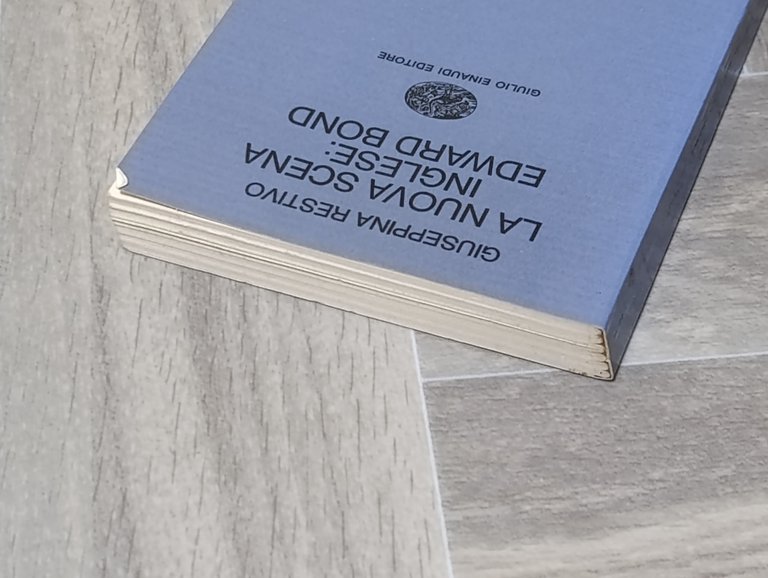 GIUSEPPINA RESTIVO
LA NUOVA SCENA
INGLESE:
EDWARD BOND
GIULIO EINAUDI EDITORE